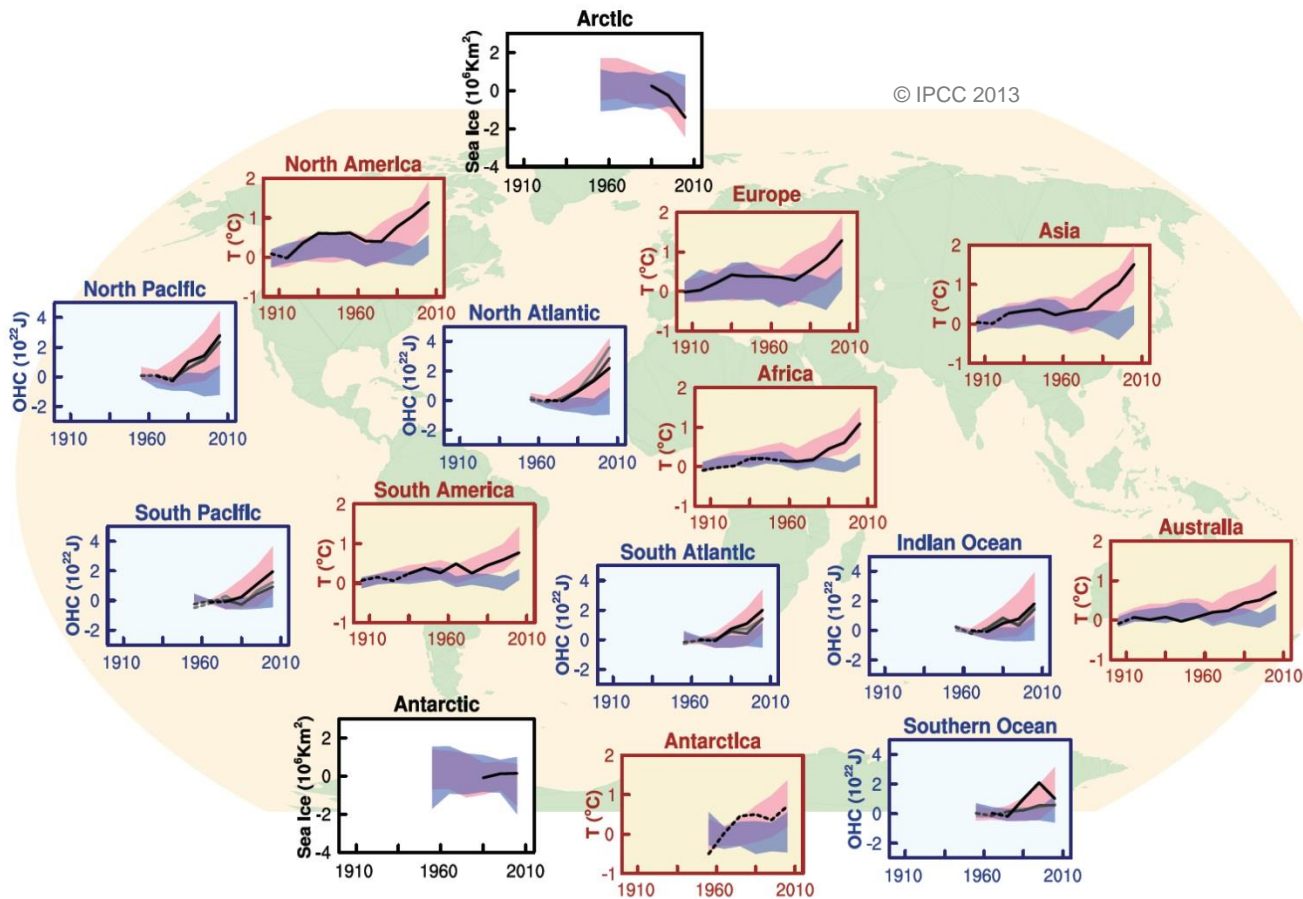 Arctic
Sea Ice (10⁶Km²)
2
0
-2
-4
1910 1960 2010
© IPCC 2013
North America
T (°C)
2
1
0
-1
1910 1960 2010
Europe
T (°C)
2
1
0
-1
1910 1960 2010
Asia
T (°C)
2
1
0
-1
1910 1960 2010
North Pacific
OHC (10²²J)
4
2
0
-2
1910 1960 2010
North Atlantic
OHC (10²²J)
4
2
0
-2
1910 1960 2010
Africa
T (°C)
2
1
0
-1
1910 1960 2010
South Pacific
OHC (10²²J)
4
2
0
-2
1910 1960 2010
South America
T (°C)
2
1
0
-1
1910 1960 2010
South Atlantic
OHC (10²²J)
4
2
0
-2
1910 1960 2010
Indian Ocean
OHC (10²²J)
4
2
0
-2
1910 1960 2010
Australia
T (°C)
2
1
0
-1
1910 1960 2010
Antarctic
Sea Ice (10⁶Km²)
2
0
-2
-4
1910 1960 2010
Antarctica
T (°C)
2
1
0
-1
1910 1960 2010
Southern Ocean
OHC (10²²J)
4
2
0
-2
1910 1960 2010